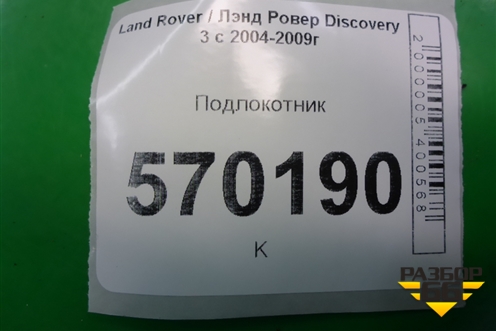 Land Rover / Лэнд Ровер Discovery
3 с 2004-2009г
Подлокотник
570190
К
2000005400568
РАЗБОР